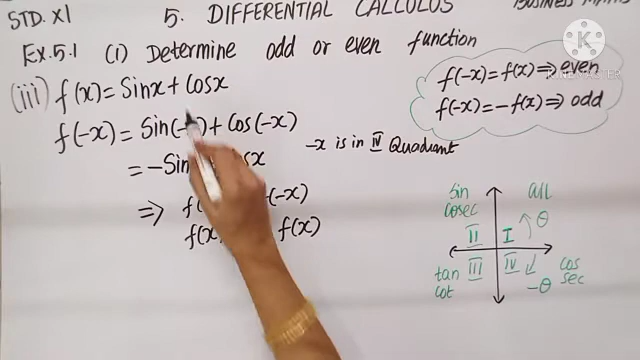 STD. XI 5. DIFFERENTIAL CALCULUS BUSINESS MATHS
Ex.5.1 (1) Determine odd or even function
(iii) f(x) = Sinx + Cosx
f(-x) = Sin(-x) + Cos(-x)
= -Sin
⇒
f(x) f(x)
f(-x) = f(x) ⇒ even
f(-x) = -f(x) ⇒ odd
-x is in IV Quadrant
sin
cosec
all
θ
II
I
tan
cot
III
IV
-θ
cos
sec
K
KINEMASTER